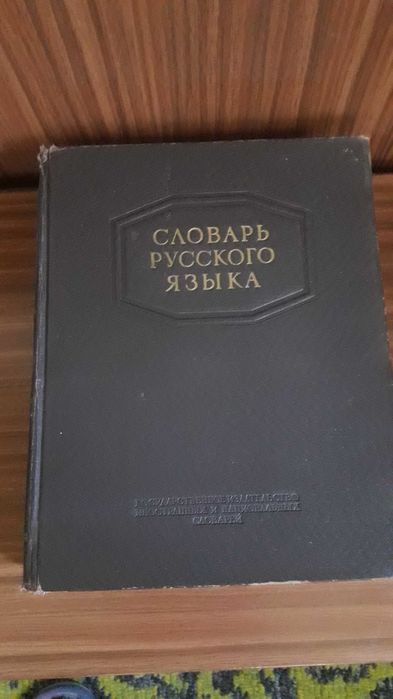 СЛОВАРЬ
РУССКОГО
ЯЗЫКА
ГОСУДАРСТВЕННОЕ ИЗДАТЕЛЬСТВО
ИНОСТРАННЫХ И НАЦИОНАЛЬНЫХ
СЛОВАРЕЙ